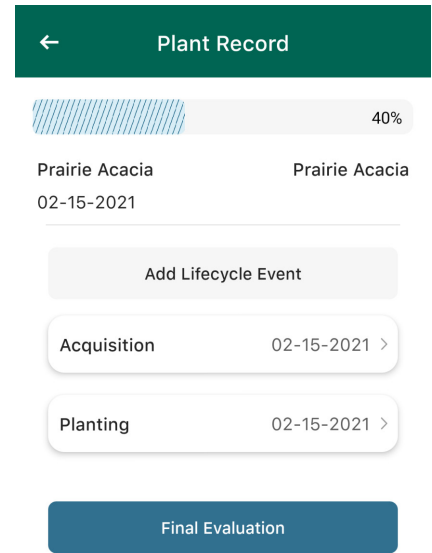 Plant Record
40%
Prairie Acacia Prairie Acacia
02-15-2021
Add Lifecycle Event
Acquisition 02-15-2021
Planting 02-15-2021
Final Evaluation